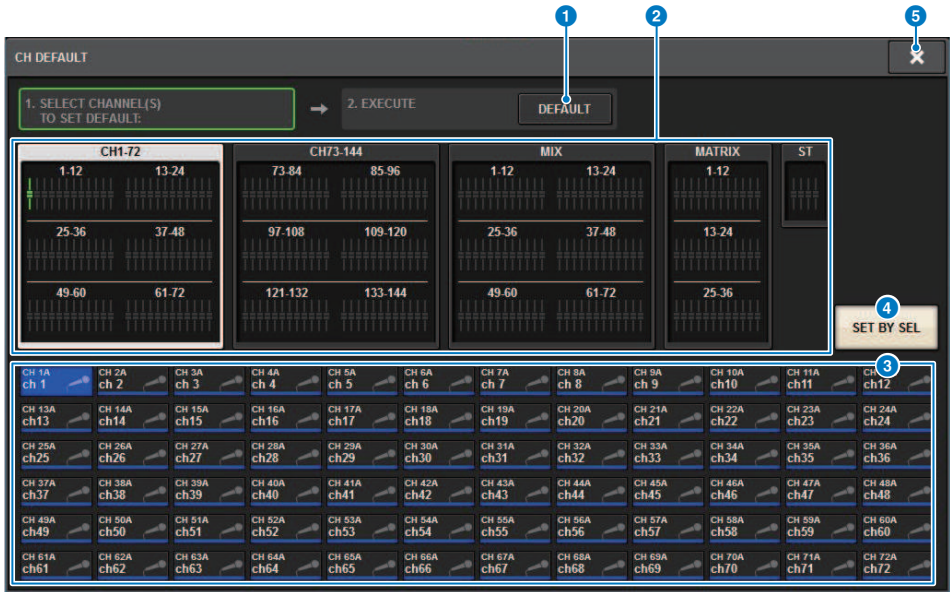 1
2
5
CH DEFAULT
1. SELECT CHANNEL(S)
TO SET DEFAULT:
2. EXECUTE
DEFAULT
CH1-72
CH73-144
MIX
MATRIX
ST
1-12 13-24
73-84 85-96
1-12 13-24
1-12
25-36 37-48
97-108 109-120
25-36 37-48
13-24
49-60 61-72
121-132 133-144
49-60 61-72
25-36
4
SET BY SEL
3
CH 1A CH 2A CH 3A CH 4A CH 5A CH 6A CH 7A CH 8A CH 9A CH 10A CH 11A CH
ch 1 ch 2 ch 3 ch 4 ch 5 ch 6 ch 7 ch 8 ch 9 ch10 ch11 ch12
CH 13A CH 14A CH 15A CH 16A CH 17A CH 18A CH 19A CH 20A CH 21A CH 22A CH 23A CH 24A
ch13 ch14 ch15 ch16 ch17 ch18 ch19 ch20 ch21 ch22 ch23 ch24
CH 25A CH 26A CH 27A CH 28A CH 29A CH 30A CH 31A CH 32A CH 33A CH 34A CH 35A CH 36A
ch25 ch26 ch27 ch28 ch29 ch30 ch31 ch32 ch33 ch34 ch35 ch36
CH 37A CH 38A CH 39A CH 40A CH 41A CH 42A CH 43A CH 44A CH 45A CH 46A CH 47A CH 48A
ch37 ch38 ch39 ch40 ch41 ch42 ch43 ch44 ch45 ch46 ch47 ch48
CH 49A CH 50A CH 51A CH 52A CH 53A CH 54A CH 55A CH 56A CH 57A CH 58A CH 59A CH 60A
ch49 ch50 ch51 ch52 ch53 ch54 ch55 ch56 ch57 ch58 ch59 ch60
CH 61A CH 62A CH 63A CH 64A CH 65A CH 66A CH 67A CH 68A CH 69A CH 70A CH 71A CH 72A
ch61 ch62 ch63 ch64 ch65 ch66 ch67 ch68 ch69 ch70 ch71 ch72